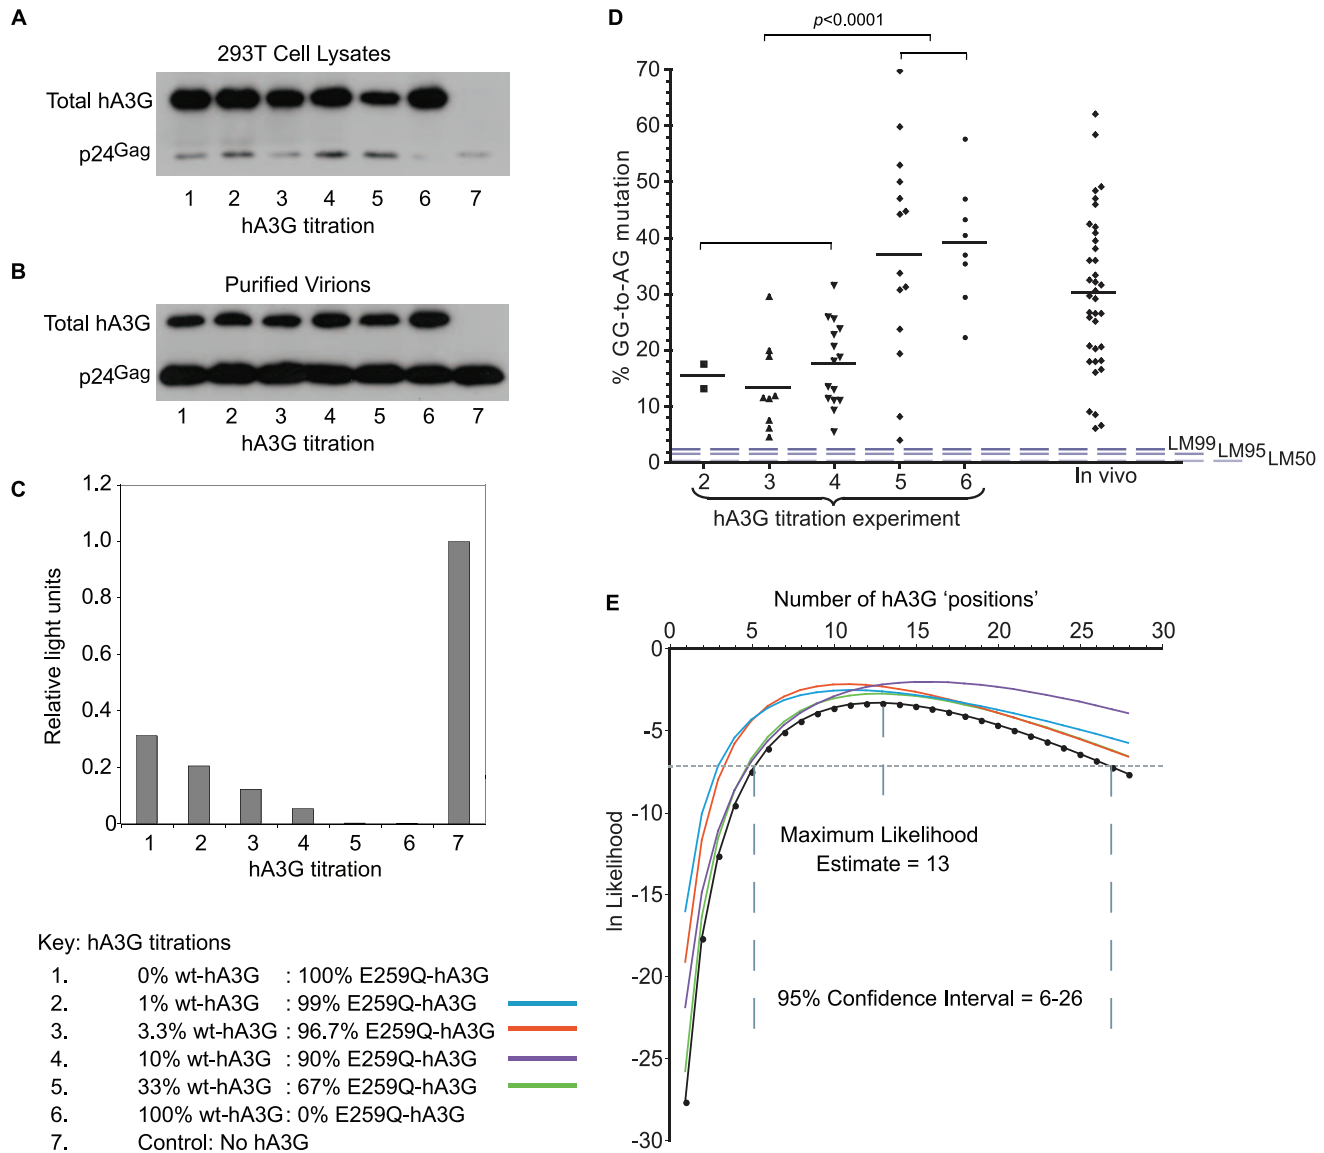 A
293T Cell Lysates
Total hA3G
p24Gag
1 2 3 4 5 6 7
hA3G titration
B
Purified Virions
Total hA3G
p24Gag
1 2 3 4 5 6 7
hA3G titration
C
1.2
1.0
0.8
0.6
0.4
0.2
0
Relative light units
1 2 3 4 5 6 7
hA3G titration
Key: hA3G titrations
1. 0% wt-hA3G : 100% E259Q-hA3G
2. 1% wt-hA3G : 99% E259Q-hA3G
3. 3.3% wt-hA3G : 96.7% E259Q-hA3G
4. 10% wt-hA3G : 90% E259Q-hA3G
5. 33% wt-hA3G : 67% E259Q-hA3G
6. 100% wt-hA3G : 0% E259Q-hA3G
7. Control: No hA3G
D
p<0.0001
70
60
50
40
30
20
10
0
% GG-to-AG mutation
LM99
LM95
LM50
2 3 4 5 6
In vivo
hA3G titration experiment
E
Number of hA3G ‘positions’
0 5 10 15 20 25 30
0
-5
-10
-15
-20
-25
-30
ln Likelihood
Maximum Likelihood
Estimate = 13
95% Confidence Interval = 6-26